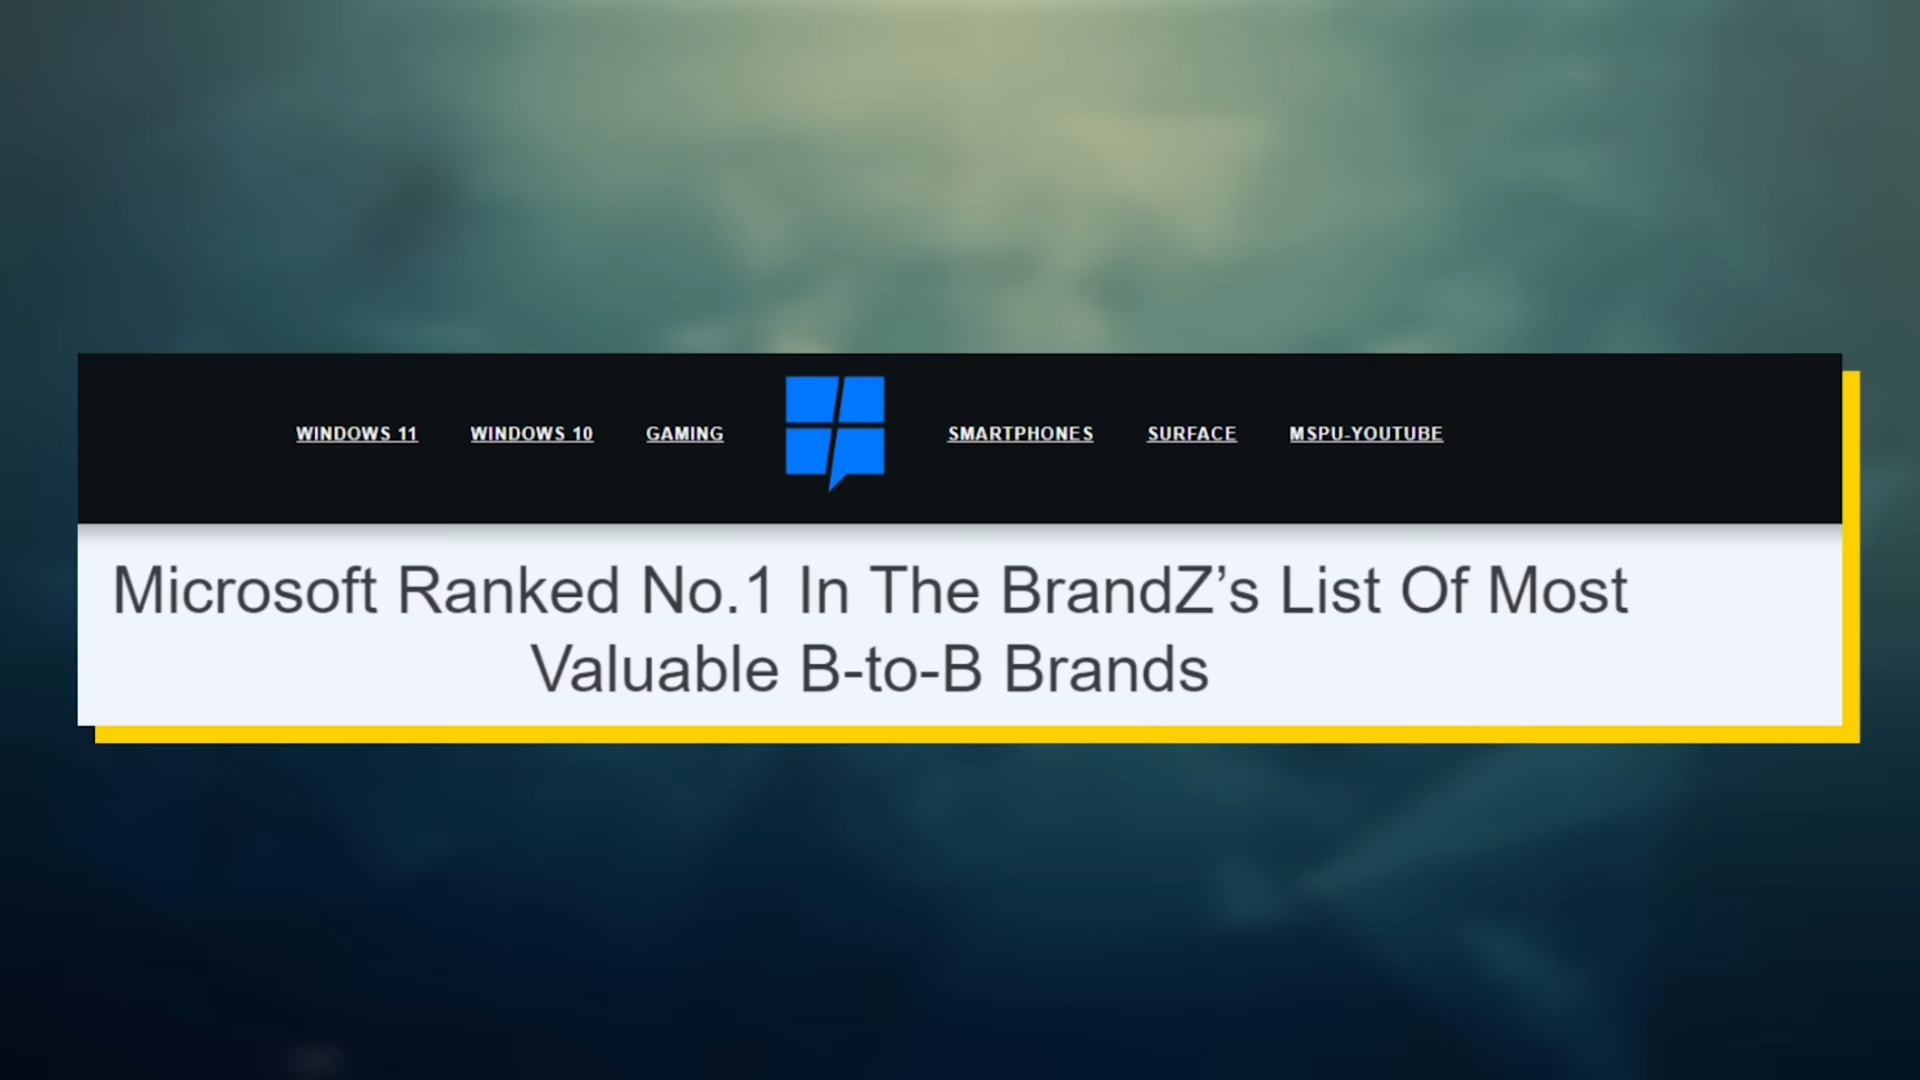 WINDOWS 11 WINDOWS 10 GAMING SMARTPHONES SURFACE MSPU-YOUTUBE
Microsoft Ranked No.1 In The BrandZ’s List Of Most
Valuable B-to-B Brands